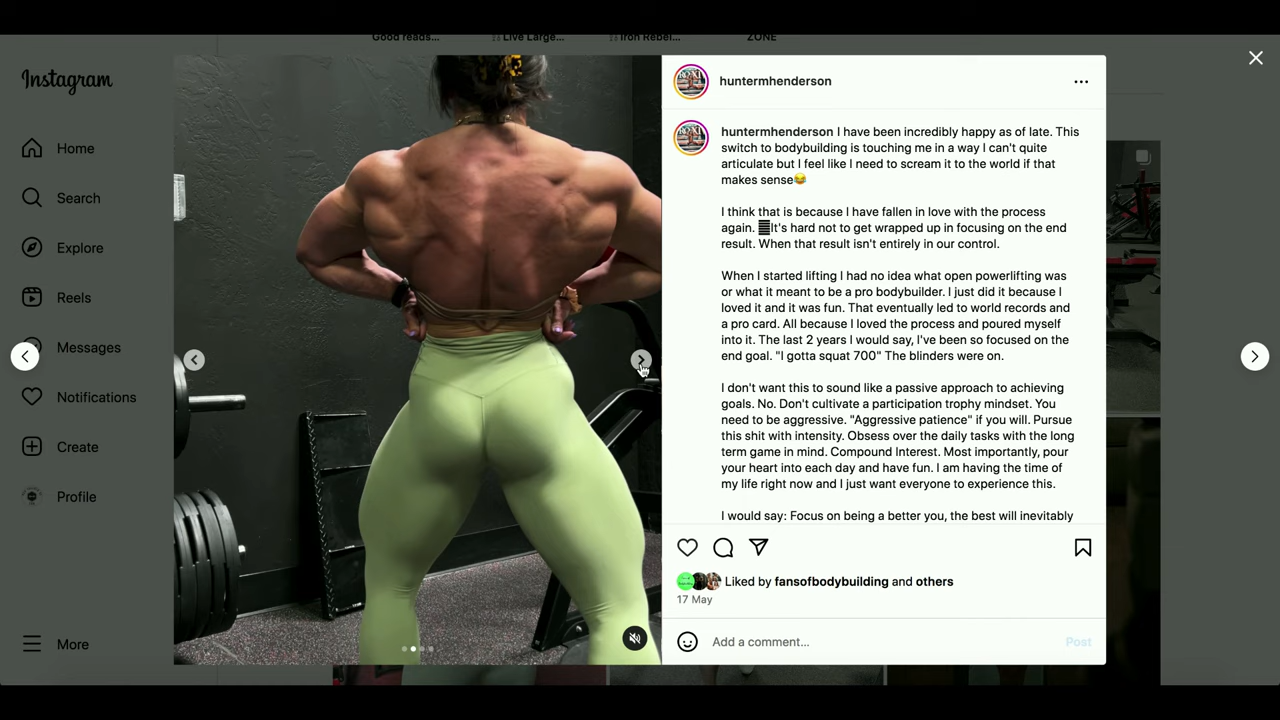 Good reads...
Live Large...
Iron Rebel...
ZONE
Instagram
Home
Search
Explore
Reels
Messages
Notifications
Create
Profile
More
huntermhenderson
huntermhenderson I have been incredibly happy as of late. This
switch to bodybuilding is touching me in a way I can't quite
articulate but I feel like I need to scream it to the world if that
makes sense😂
I think that is because I have fallen in love with the process
again. It's hard not to get wrapped up in focusing on the end
result. When that result isn't entirely in our control.
When I started lifting I had no idea what open powerlifting was
or what it meant to be a pro bodybuilder. I just did it because I
loved it and it was fun. That eventually led to world records and
a pro card. All because I loved the process and poured myself
into it. The last 2 years I would say, I've been so focused on the
end goal. "I gotta squat 700" The blinders were on.
I don't want this to sound like a passive approach to achieving
goals. No. Don't cultivate a participation trophy mindset. You
need to be aggressive. "Aggressive patience" if you will. Pursue
this shit with intensity. Obsess over the daily tasks with the long
term game in mind. Compound Interest. Most importantly, pour
your heart into each day and have fun. I am having the time of
my life right now and I just want everyone to experience this.
I would say: Focus on being a better you, the best will inevitably
Liked by fansofbodybuilding and others
17 May
Add a comment...
Post